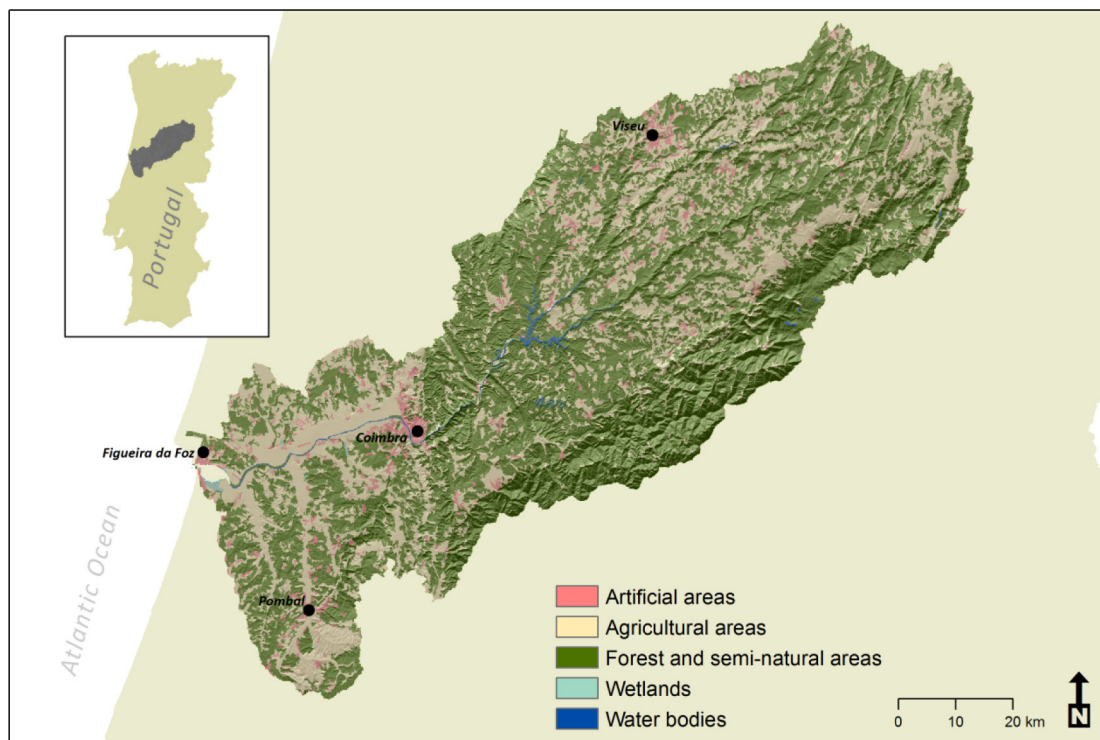 Portugal
Viseu
Coimbra
Figueira da Foz
Atlantic Ocean
Pombal
Artificial areas
Agricultural areas
Forest and semi-natural areas
Wetlands
Water bodies
0 10 20 km
N